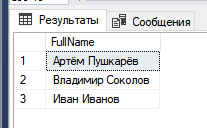 Результаты Сообщения
FullName
1 Артём Пушкарёв
2 Владимир Соколов
3 Иван Иванов